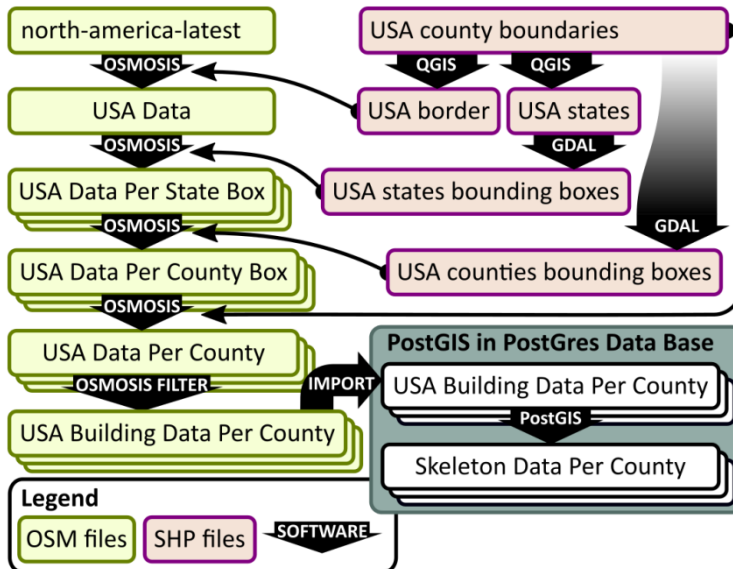 north-america-latest
USA county boundaries
OSMOSIS
QGIS
QGIS
USA Data
USA border
USA states
OSMOSIS
GDAL
USA Data Per State Box
USA states bounding boxes
OSMOSIS
GDAL
USA Data Per County Box
USA counties bounding boxes
OSMOSIS
USA Data Per County
OSMOSIS FILTER
USA Building Data Per County
IMPORT
PostGIS in PostGres Data Base
USA Building Data Per County
PostGIS
Skeleton Data Per County
Legend
OSM files
SHP files
SOFTWARE